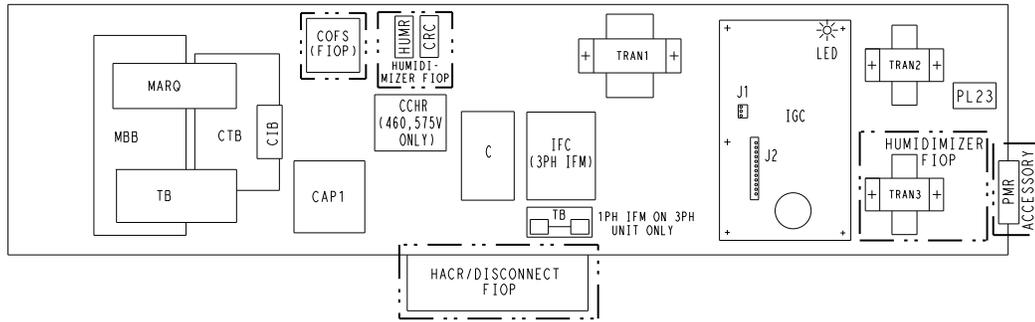 COFS
(FIOP)
HUMR
CRC
HUMIDI-
MIZER FIOP
TRAN1
LED
TRAN2
MARQ
CCHR
(460,575V
ONLY)
J1
PL23
MBB
CTB
CIB
C
IFC
(3PH IFM)
IGC
J2
HUMIDIMIZER
FIOP
TB
CAP1
TRAN3
PMR
ACCESSORY
TB
1PH IFM ON 3PH
UNIT ONLY
HACR/DISCONNECT
FIOP